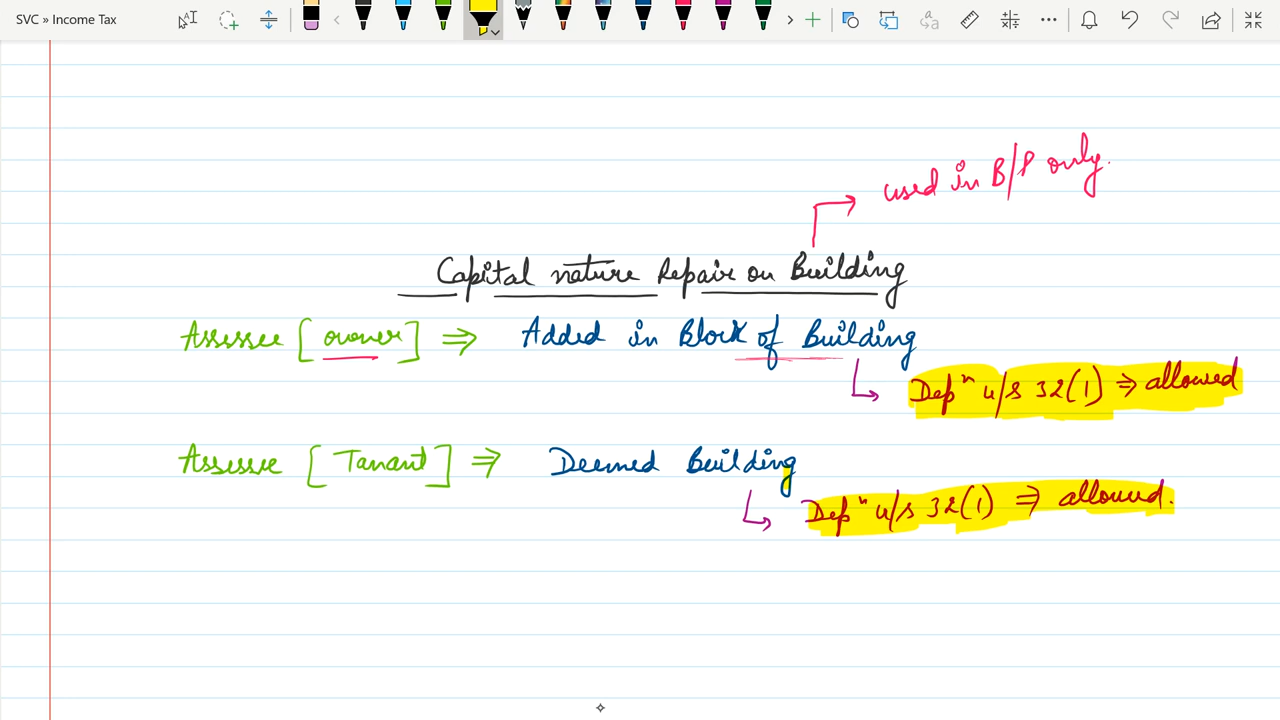 SVC » Income Tax
used in B/P only.
Capital nature Repair on Building
Assessee [owner] ⇒ Added in Block of Building
Depⁿ u/s 32(1) ⇒ allowed
Assessee [Tanant] ⇒ Deemed Building
Depⁿ u/s 32(1) ⇒ allowed.